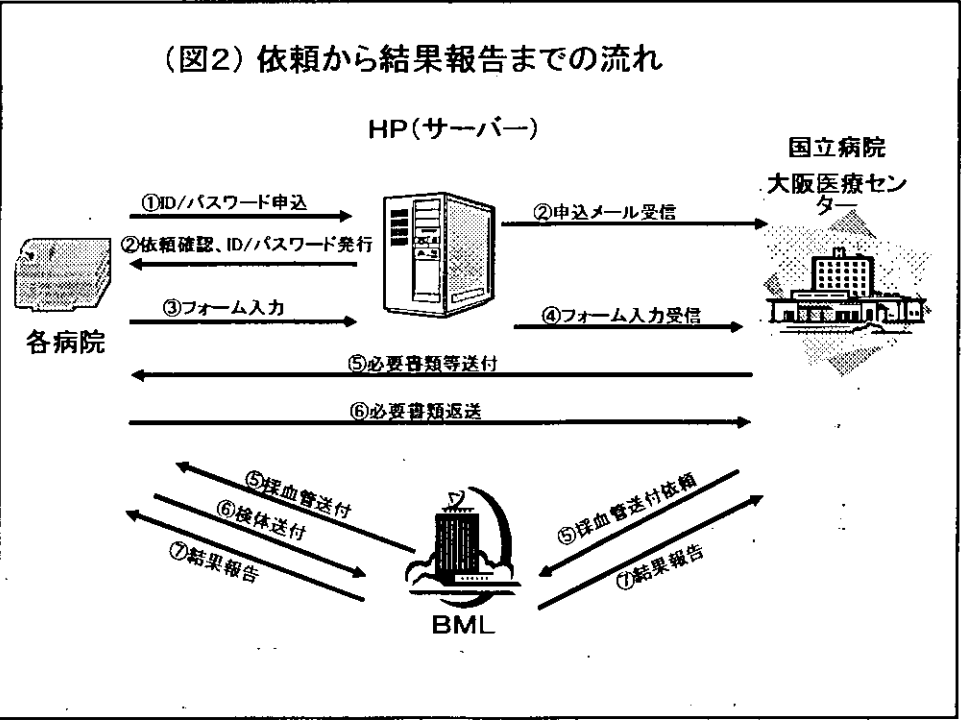 (図2) 依頼から結果報告までの流れ
HP(サーバー)
国立病院
大阪医療セン
ター
①ID/パスワード申込
②申込メール受信
②依頼確認、ID/パスワード発行
③フォーム入力
④フォーム入力受信
各病院
⑤必要書類等送付
⑥必要書類返送
⑤採血管送付
⑥検体送付
⑦結果報告
⑤採血管送付依頼
⑦結果報告
BML